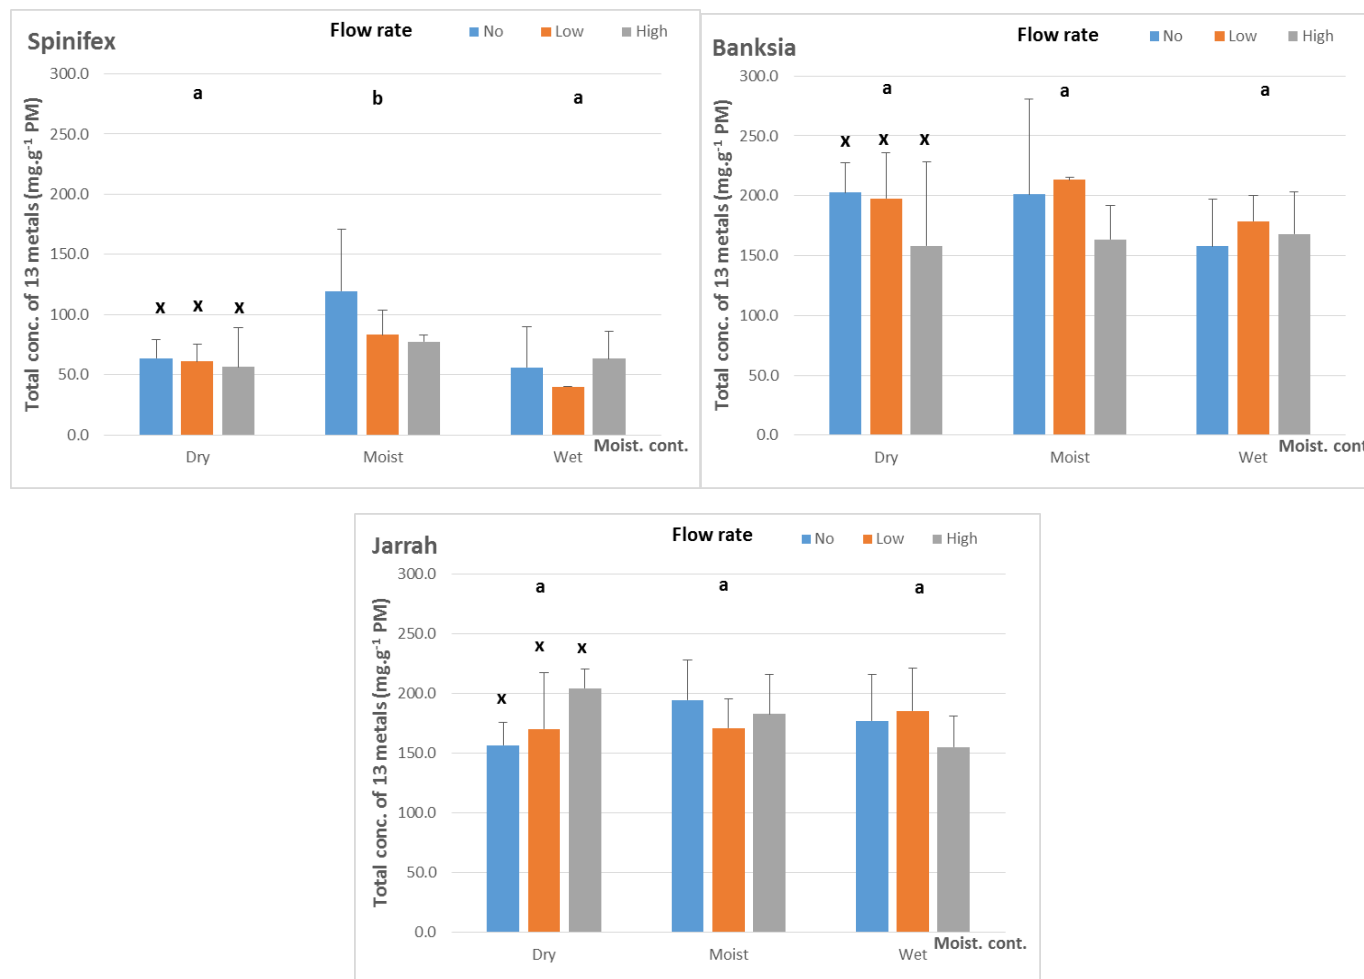 Spinifex
Flow rate No Low High
Total conc. of 13 metals (mg.g⁻¹ PM)
300.0
250.0
200.0
150.0
100.0
50.0
0.0
a b a
x x x
Dry Moist Wet
Moist. cont.
Banksia
Flow rate No Low High
Total conc. of 13 metals (mg.g⁻¹ PM)
300.0
250.0
200.0
150.0
100.0
50.0
0.0
a a a
x x x
Dry Moist Wet
Moist. cont
Jarrah
Flow rate No Low High
Total conc. of 13 metals (mg.g⁻¹ PM)
300.0
250.0
200.0
150.0
100.0
50.0
0.0
a a a
x x x
Dry Moist Wet
Moist. cont.